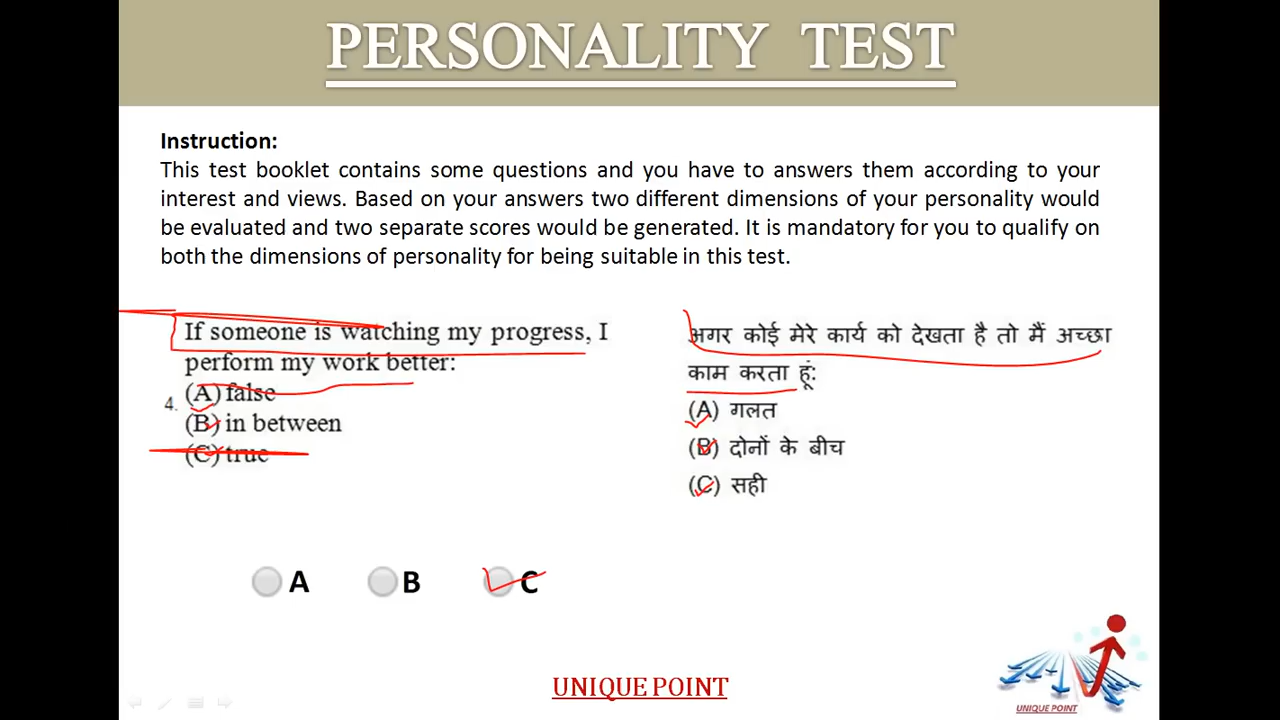 PERSONALITY TEST
Instruction:
This test booklet contains some questions and you have to answers them according to your
interest and views. Based on your answers two different dimensions of your personality would
be evaluated and two separate scores would be generated. It is mandatory for you to qualify on
both the dimensions of personality for being suitable in this test.
4.
If someone is watching my progress, I
perform my work better:
(A) false
(B) in between
(C) true
अगर कोई मेरे कार्य को देखता है तो मैं अच्छा
काम करता हूं:
(A) गलत
(B) दोनों के बीच
(C) सही
A B C
UNIQUE POINT
UNIQUE POINT